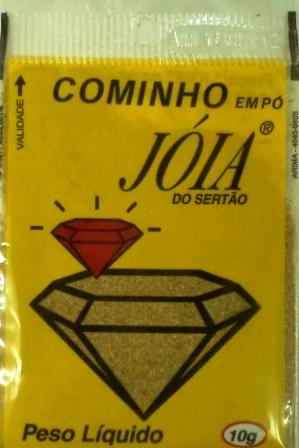 COMINHO EM PÓ
VALIDADE
JÓIA ®
DO SERTÃO
Peso Líquido 10g